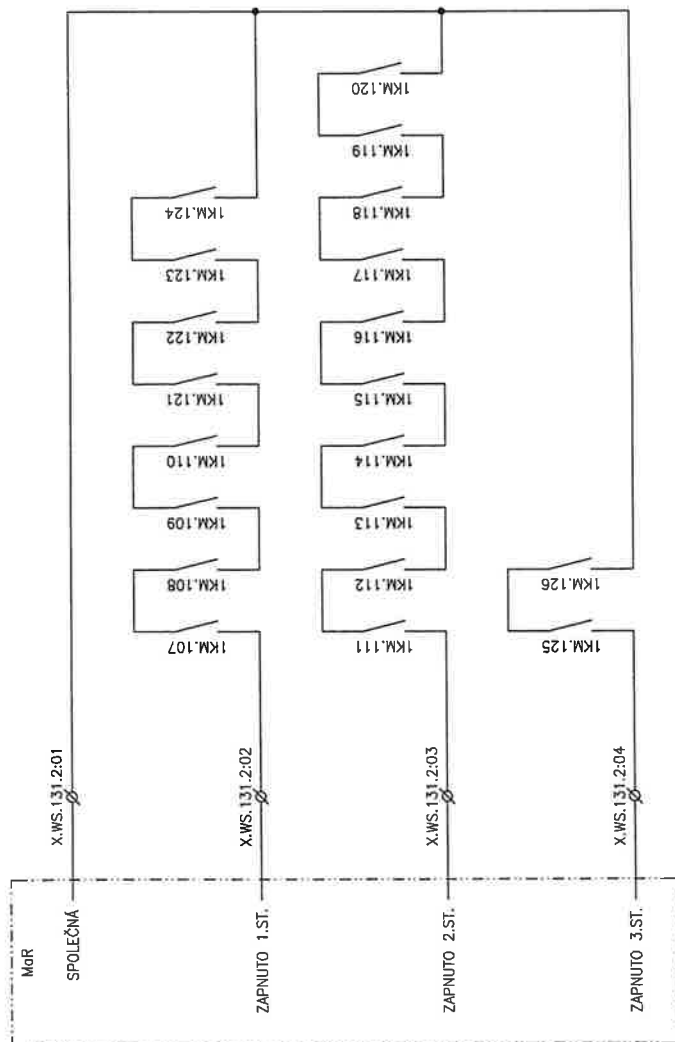 MaR
SPOLEČNÁ
X.WS.131.2:01
ZAPNUTO 1.ST.
X.WS.131.2:02
1KM.107
1KM.108
1KM.109
1KM.110
1KM.121
1KM.122
1KM.123
1KM.124
ZAPNUTO 2.ST.
X.WS.131.2:03
1KM.111
1KM.112
1KM.113
1KM.114
1KM.115
1KM.116
1KM.117
1KM.118
1KM.119
1KM.120
ZAPNUTO 3.ST.
X.WS.131.2:04
1KM.125
1KM.126